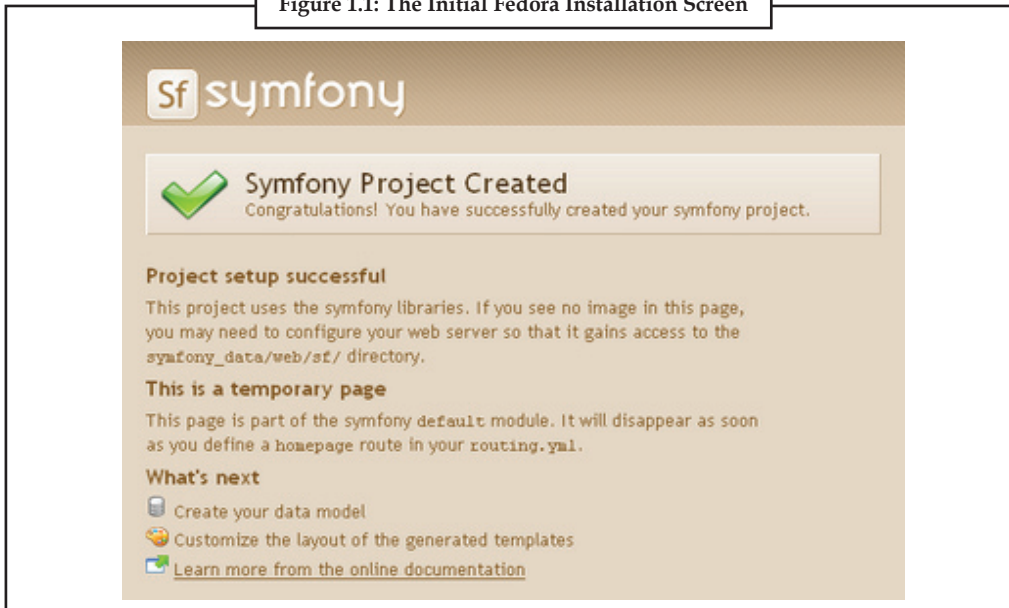 Figure 1.1: The Initial Fedora Installation Screen
Sf symfony
Symfony Project Created
Congratulations! You have successfully created your symfony project.
Project setup successful
This project uses the symfony libraries. If you see no image in this page,
you may need to configure your web server so that it gains access to the
symfony_data/web/sf/ directory.
This is a temporary page
This page is part of the symfony default module. It will disappear as soon
as you define a homepage route in your routing.yml.
What's next
Create your data model
Customize the layout of the generated templates
Learn more from the online documentation